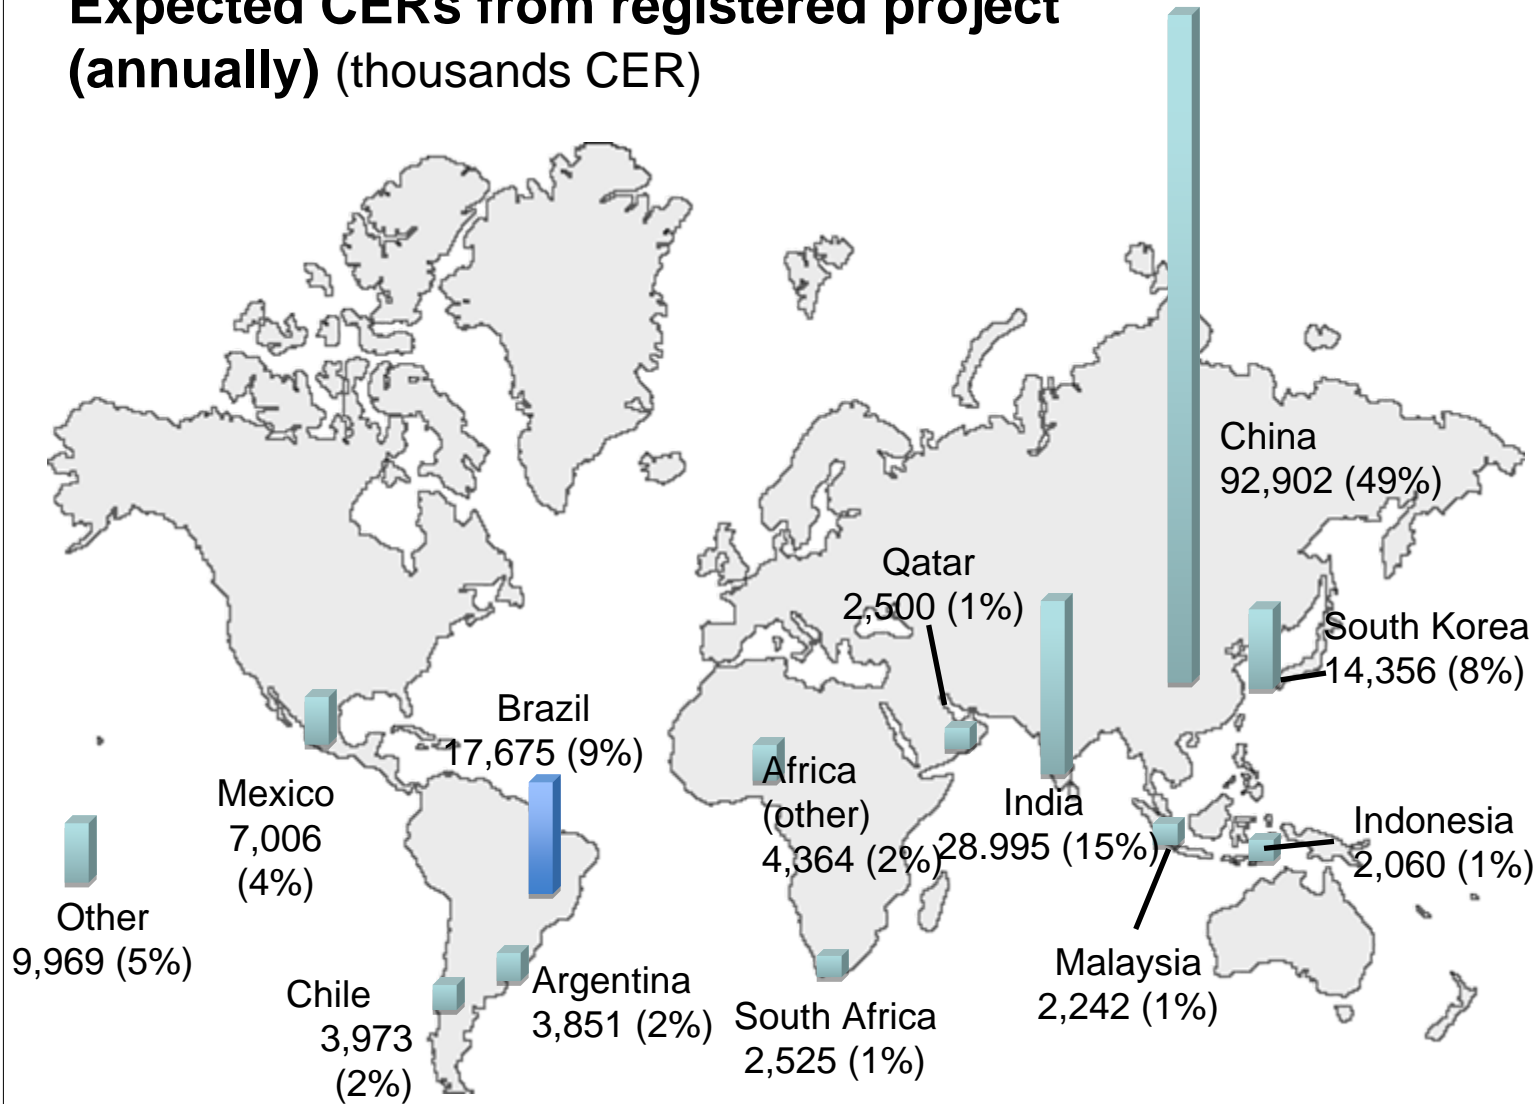 Expected CERs from registered project
(annually) (thousands CER)
China
92,902 (49%)
Qatar
2,500 (1%)
South Korea
14,356 (8%)
Brazil
17,675 (9%)
Africa
(other)
4,364 (2%)
Mexico
7,006
(4%)
India
28.995 (15%)
Indonesia
2,060 (1%)
Other
9,969 (5%)
Malaysia
2,242 (1%)
Chile
3,973
(2%)
Argentina
3,851 (2%)
South Africa
2,525 (1%)